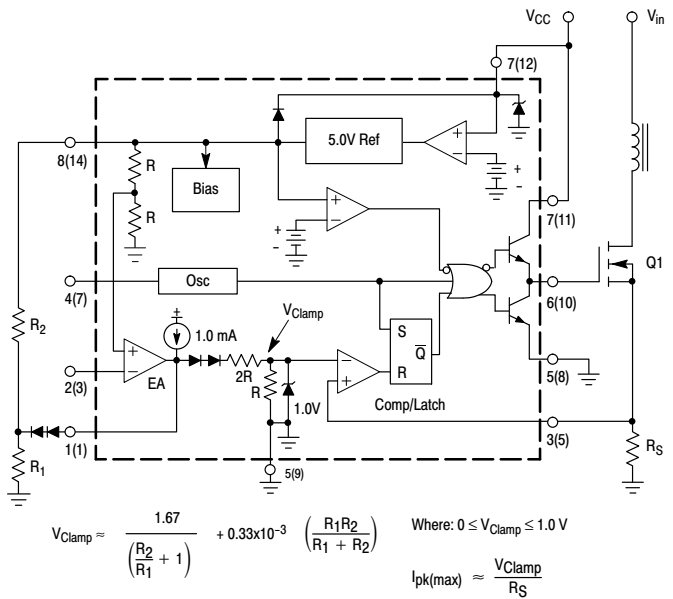 V_CC
V_in
7(12)
5.0V Ref
+
−
+
-
8(14)
R
Bias
R
+
−
+
-
7(11)
Q1
4(7)
Osc
6(10)
V_Clamp
R_2
1.0 mA
S
Q̅
R
+
−
EA
2R
R
1.0V
−
+
Comp/Latch
5(8)
2(3)
1(1)
3(5)
R_1
5(9)
R_S
V_Clamp ≈ 1.67 / (R_2/R_1 + 1) + 0.33x10^-3 (R_1R_2 / (R_1 + R_2))
Where: 0 ≤ V_Clamp ≤ 1.0 V
I_pk(max) ≈ V_Clamp / R_S